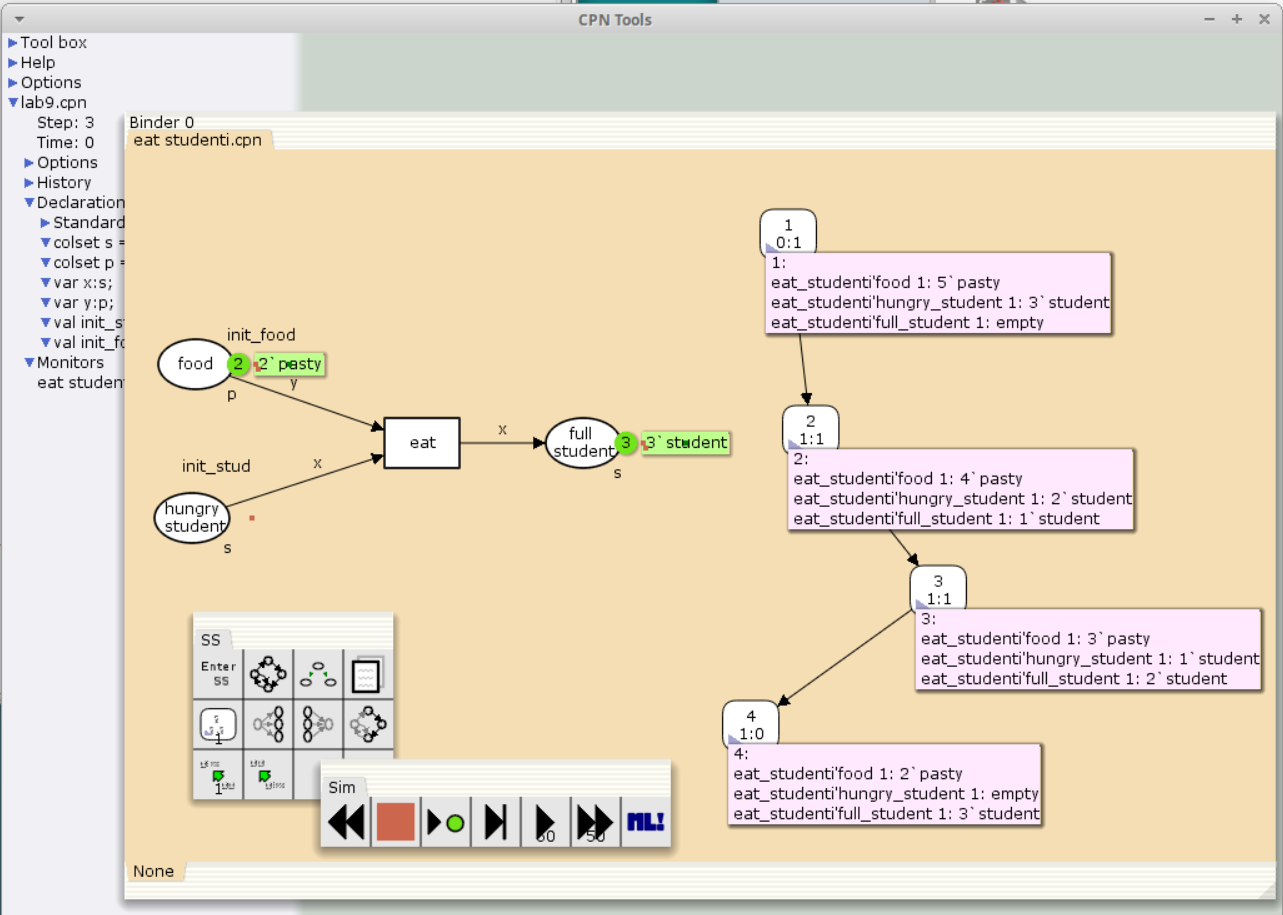 CPN Tools
Tool box
Help
Options
lab9.cpn
Step: 3
Time: 0
Options
History
Declaration
Standard
colset s =
colset p =
var x:s;
var y:p;
val init_s
val init_fo
Monitors
eat studen
Binder 0
eat studenti.cpn
init_food
food
2
2`pasty
y
p
eat
x
full
student
3
3`student
s
init_stud
x
hungry
student
s
1
0:1
1:
eat_studenti'food 1: 5`pasty
eat_studenti'hungry_student 1: 3`student
eat_studenti'full_student 1: empty
2
1:1
2:
eat_studenti'food 1: 4`pasty
eat_studenti'hungry_student 1: 2`student
eat_studenti'full_student 1: 1`student
3
1:1
3:
eat_studenti'food 1: 3`pasty
eat_studenti'hungry_student 1: 1`student
eat_studenti'full_student 1: 2`student
4
1:0
4:
eat_studenti'food 1: 2`pasty
eat_studenti'hungry_student 1: empty
eat_studenti'full_student 1: 3`student
SS
Enter
SS
1
1
Sim
50
50
ML!
None